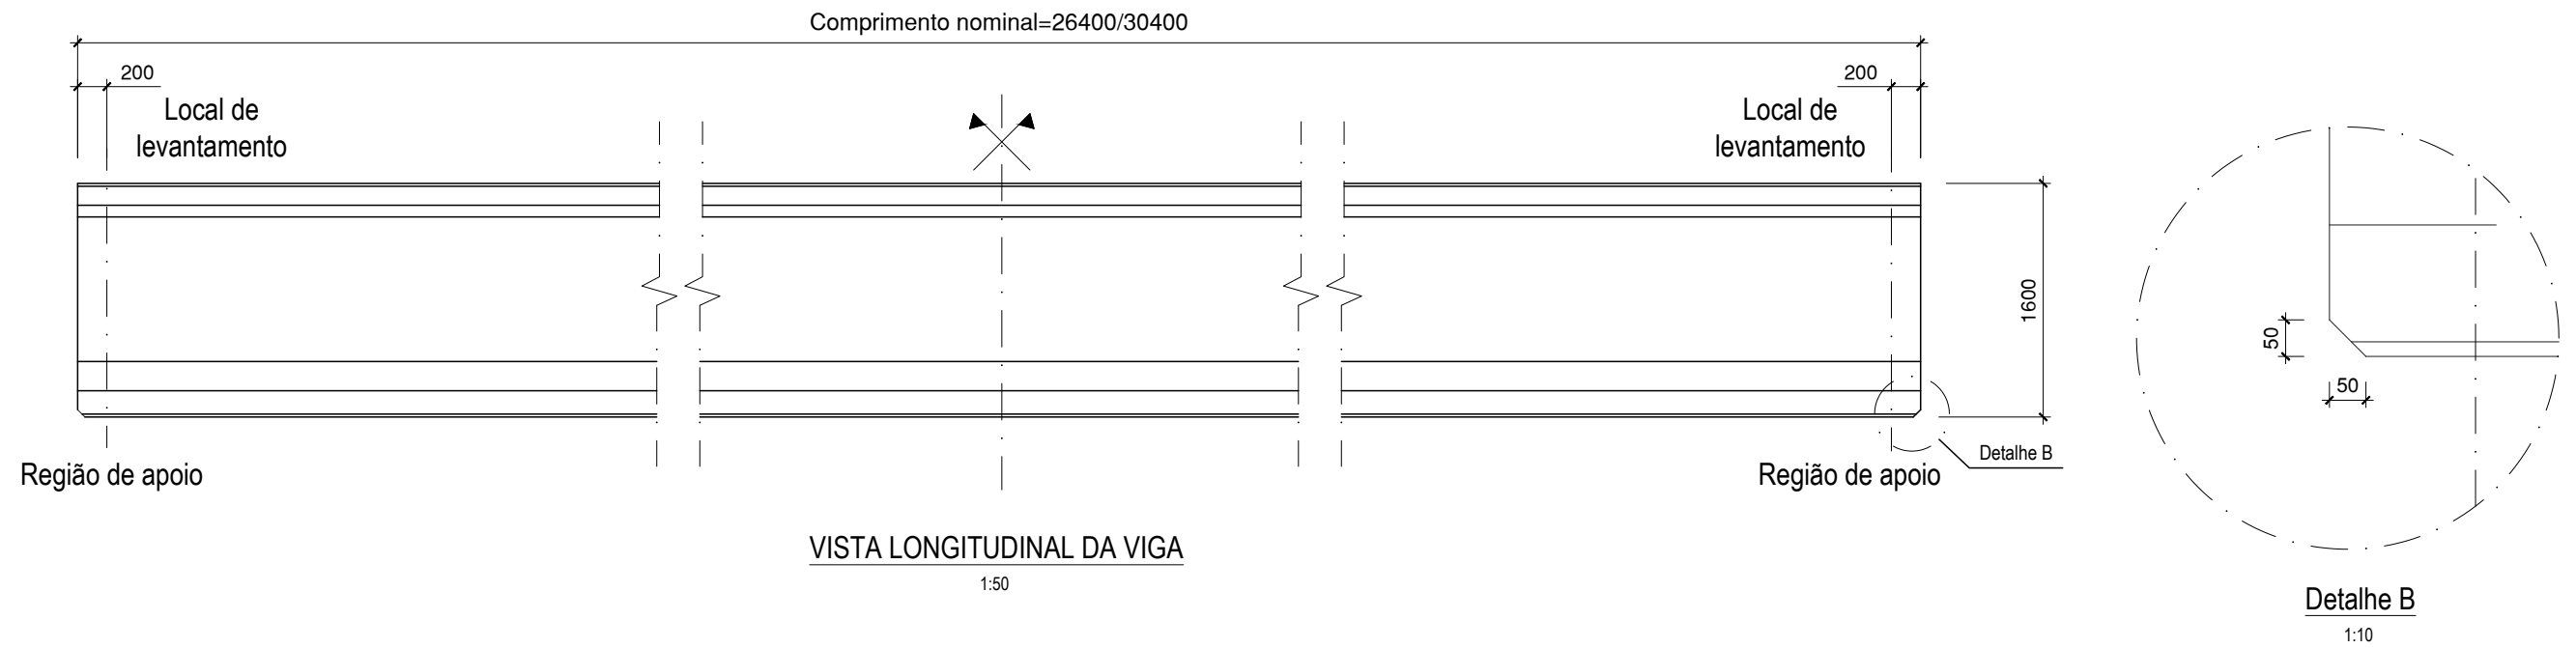 Comprimento nominal=26400/30400
200
200
Local de
levantamento
Local de
levantamento
1600
50
50
Detalhe B
Região de apoio
Região de apoio
VISTA LONGITUDINAL DA VIGA
1:50
Detalhe B
1:10